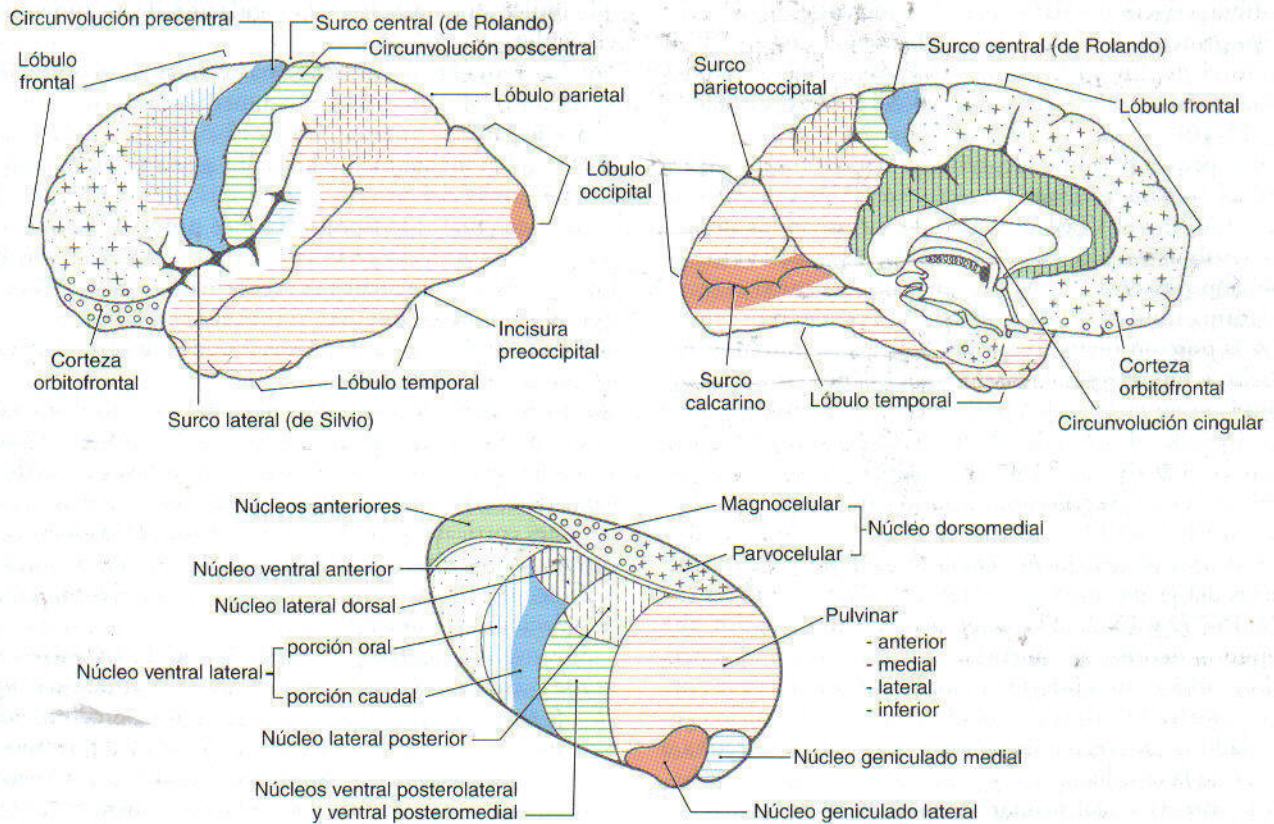 Circunvolución precentral
Surco central (de Rolando)
Circunvolución poscentral
Lóbulo
frontal
Lóbulo parietal
Lóbulo
occipital
Incisura
preoccipital
Corteza
orbitofrontal
Lóbulo temporal
Surco lateral (de Silvio)
Surco central (de Rolando)
Surco
parietooccipital
Lóbulo frontal
Surco
calcarino
Lóbulo temporal
Corteza
orbitofrontal
Circunvolución cingular
Núcleos anteriores
Magnocelular
Núcleo dorsomedial
Parvocelular
Núcleo ventral anterior
Núcleo lateral dorsal
Pulvinar
- anterior
- medial
- lateral
- inferior
Núcleo ventral lateral
porción oral
porción caudal
Núcleo lateral posterior
Núcleo geniculado medial
Núcleos ventral posterolateral
y ventral posteromedial
Núcleo geniculado lateral